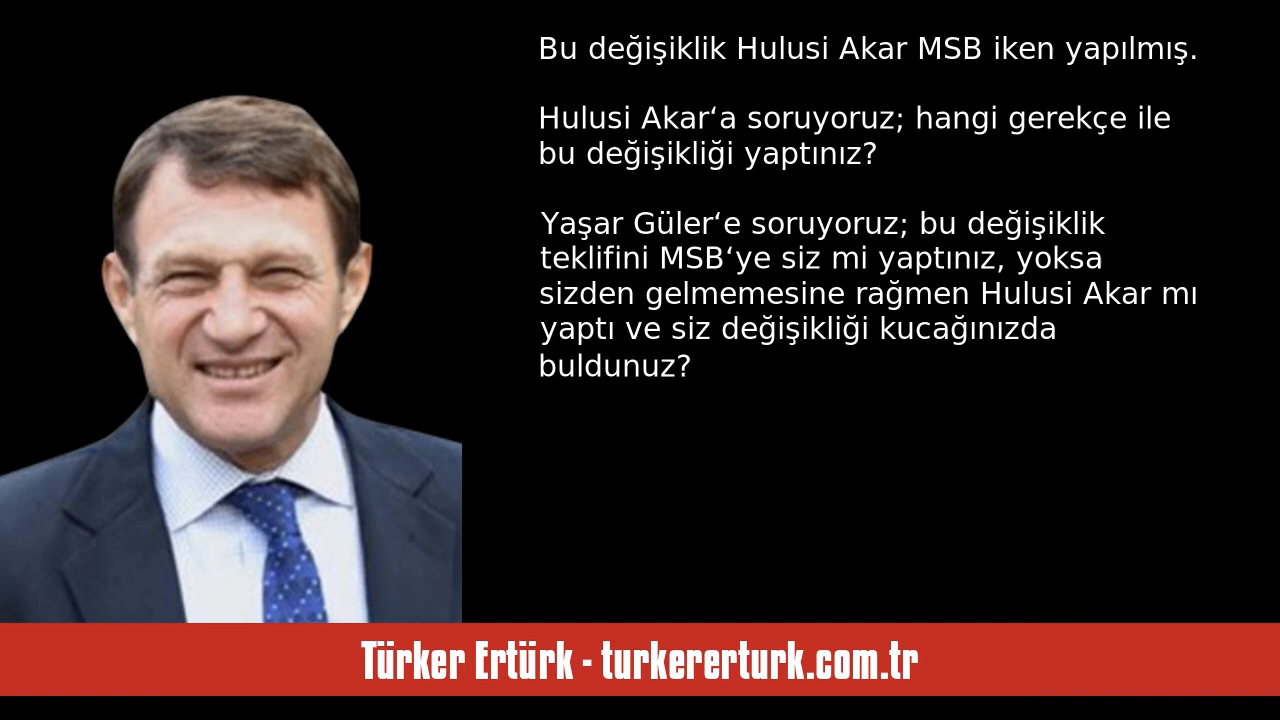 Bu değişiklik Hulusi Akar MSB iken yapılmış.
Hulusi Akar‘a soruyoruz; hangi gerekçe ile
bu değişikliği yaptınız?
Yaşar Güler‘e soruyoruz; bu değişiklik
teklifini MSB‘ye siz mi yaptınız, yoksa
sizden gelmemesine rağmen Hulusi Akar mı
yaptı ve siz değişikliği kucağınızda
buldunuz?
Türker Ertürk - turkererturk.com.tr